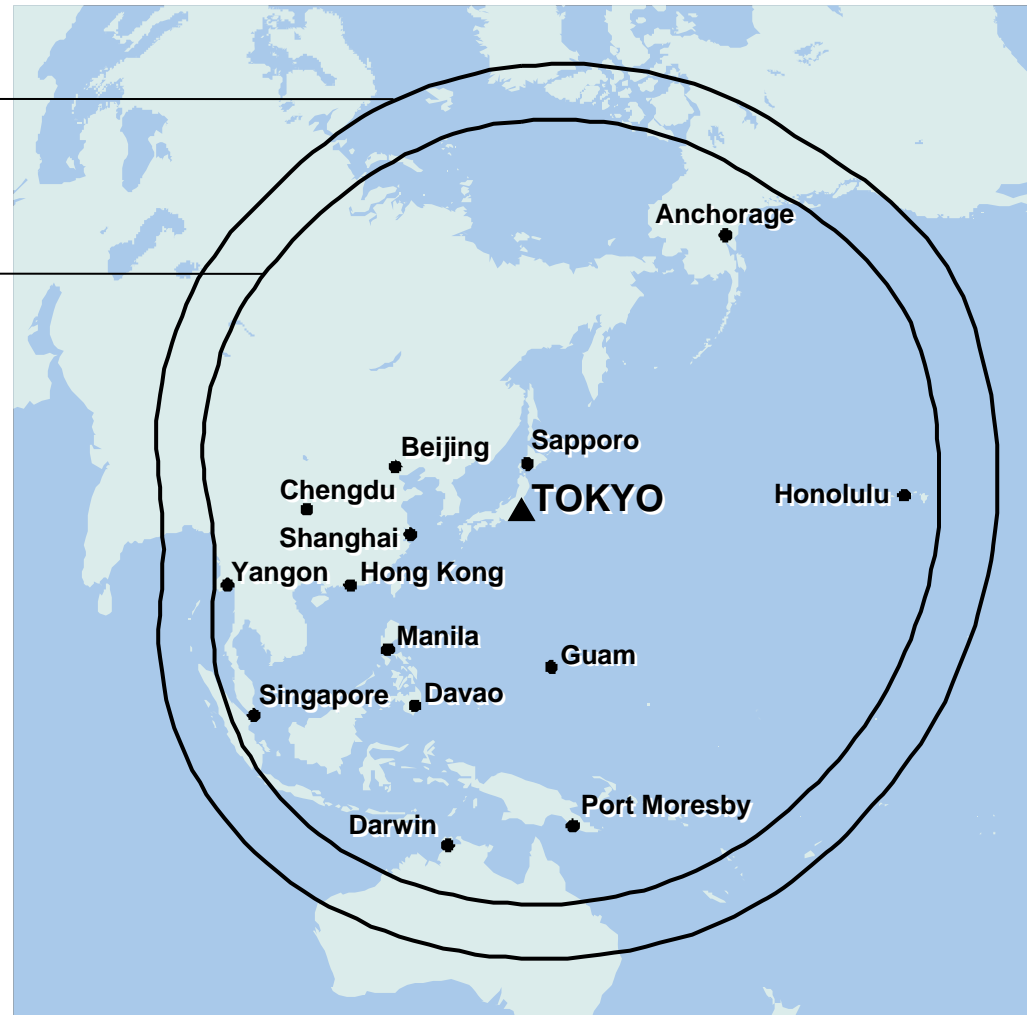 Anchorage
Beijing
Sapporo
Chengdu
TOKYO
Honolulu
Shanghai
Yangon
Hong Kong
Manila
Guam
Singapore
Davao
Port Moresby
Darwin